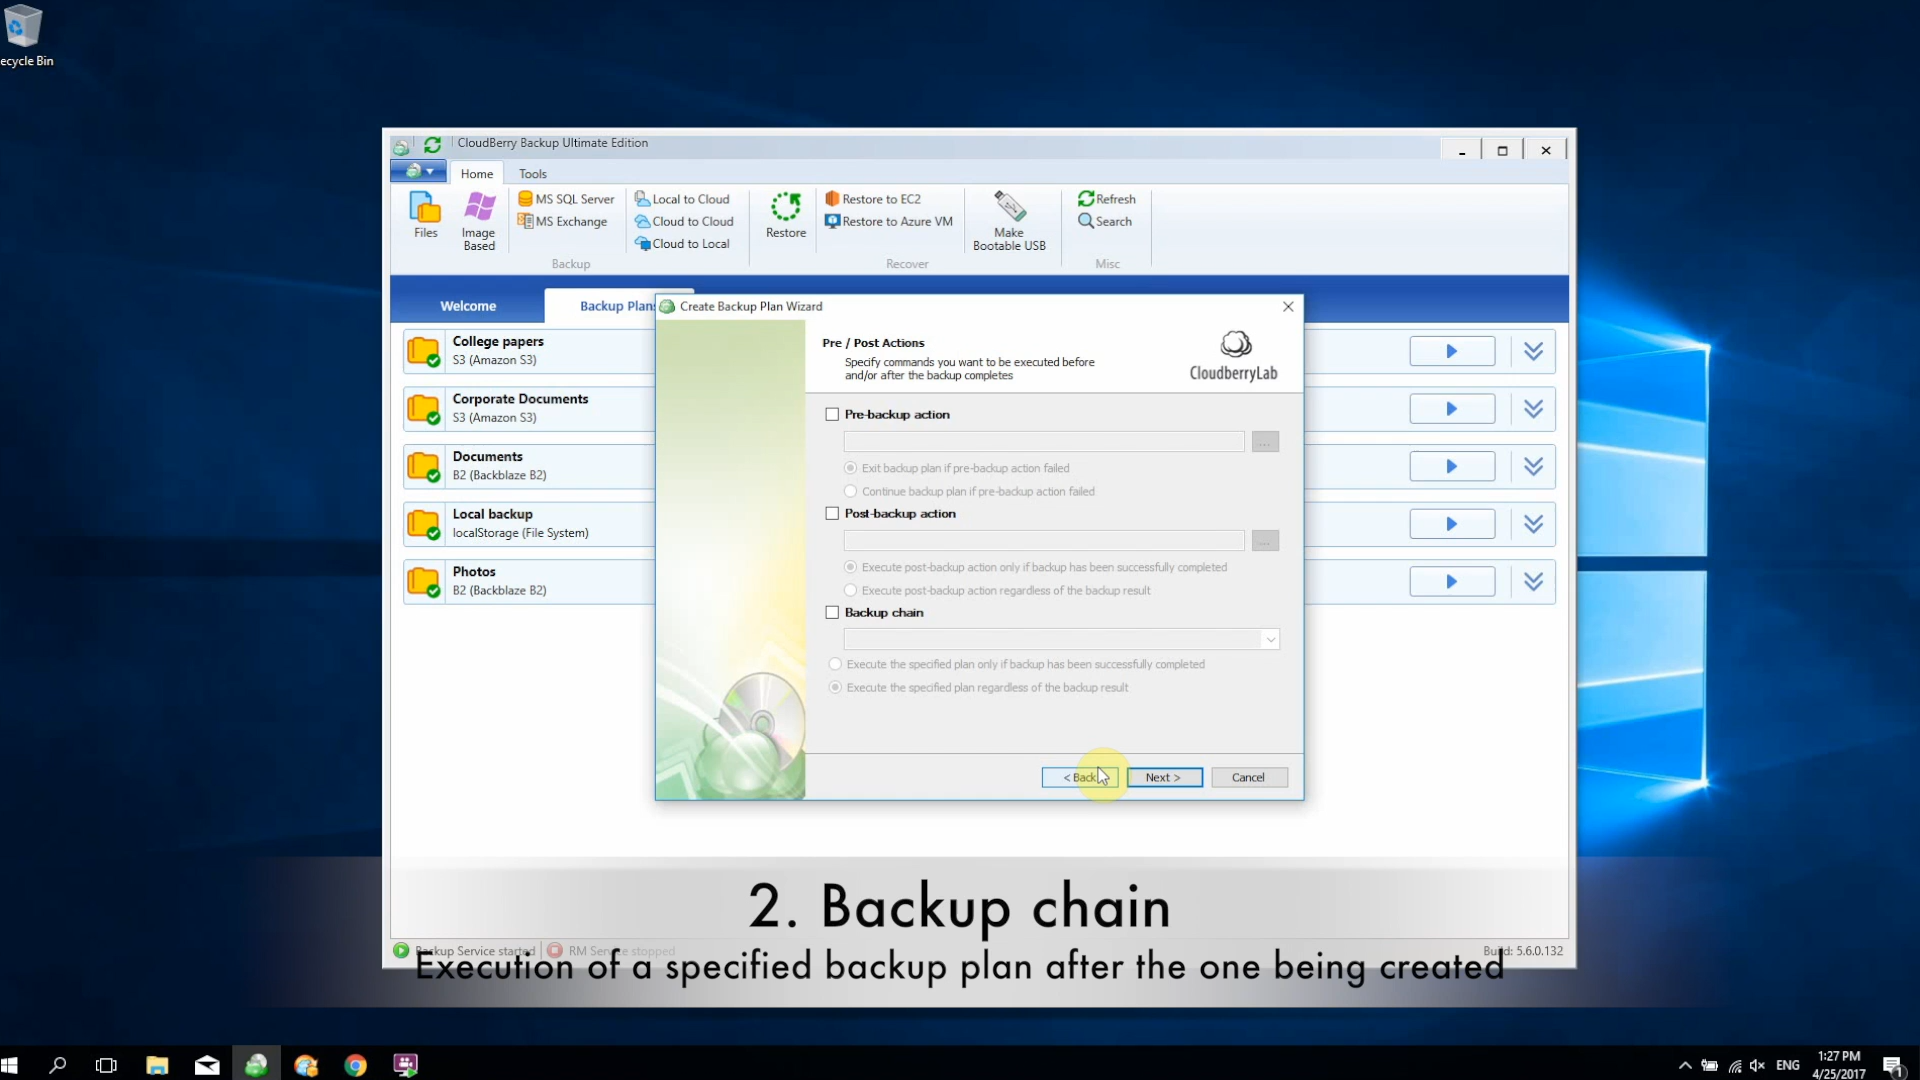 ecycle Bin
CloudBerry Backup Ultimate Edition
Home
Tools
Files
Image
Based
MS SQL Server
MS Exchange
Local to Cloud
Cloud to Cloud
Cloud to Local
Backup
Restore
Restore to EC2
Restore to Azure VM
Make
Bootable USB
Recover
Refresh
Search
Misc
Welcome
Backup Plans
College papers
S3 (Amazon S3)
Corporate Documents
S3 (Amazon S3)
Documents
B2 (Backblaze B2)
Local backup
localStorage (File System)
Photos
B2 (Backblaze B2)
Create Backup Plan Wizard
Pre / Post Actions
Specify commands you want to be executed before
and/or after the backup completes
CloudberryLab
Pre-backup action
...
Exit backup plan if pre-backup action failed
Continue backup plan if pre-backup action failed
Post-backup action
...
Execute post-backup action only if backup has been successfully completed
Execute post-backup action regardless of the backup result
Backup chain
Execute the specified plan only if backup has been successfully completed
Execute the specified plan regardless of the backup result
< Back
Next >
Cancel
2. Backup chain
Backup Service started
RM Service stopped
Build: 5.6.0.132
Execution of a specified backup plan after the one being created
ENG
1:27 PM
4/25/2017
1